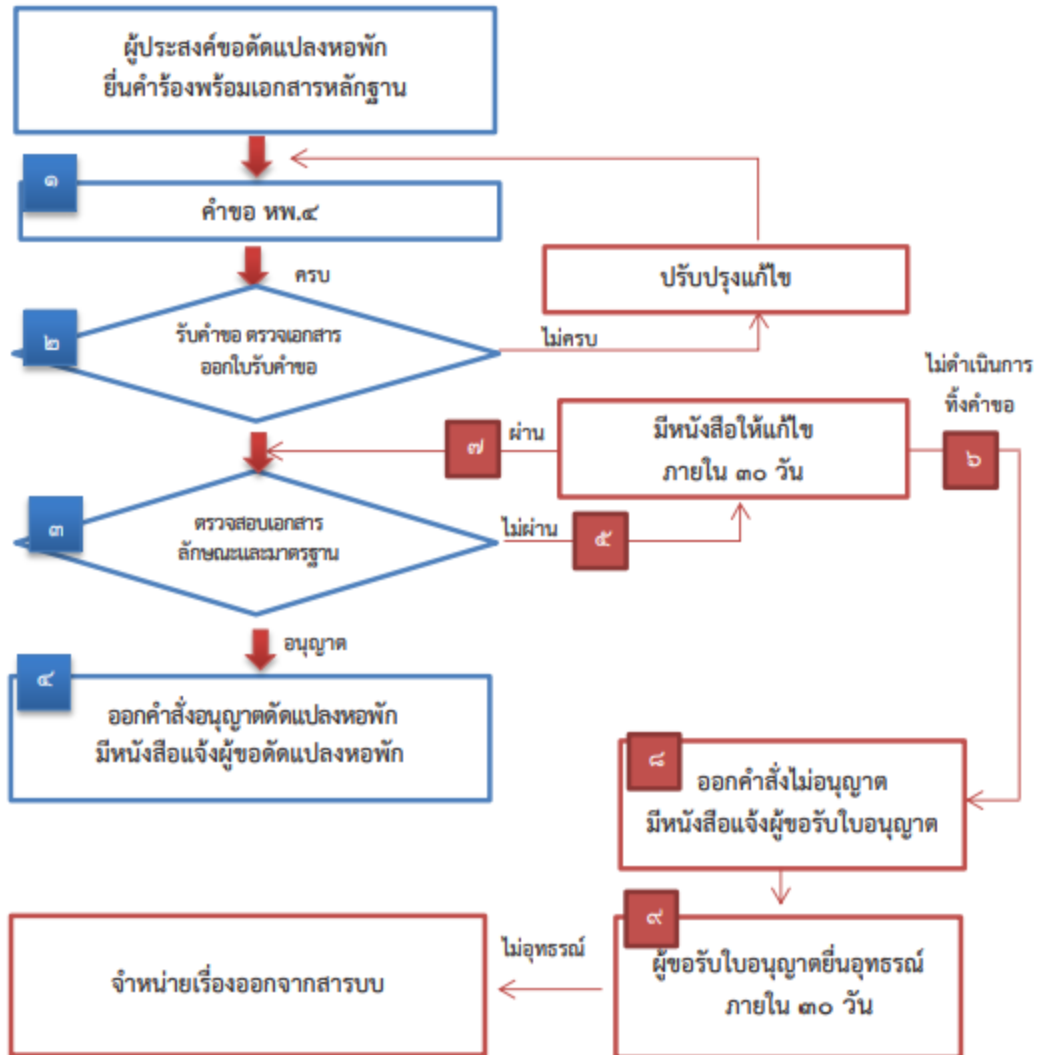 ผู้ประสงค์ขอดัดแปลงหอพัก
ยื่นคำร้องพร้อมเอกสารหลักฐาน
๑
คำขอ หพ.๔
ครบ
ปรับปรุงแก้ไข
๒
รับคำขอ ตรวจเอกสาร
ออกใบรับคำขอ
ไม่ครบ
ไม่ดำเนินการ
ทิ้งคำขอ
๗
ผ่าน
มีหนังสือให้แก้ไข
ภายใน ๓๐ วัน
๖
๓
ตรวจสอบเอกสาร
ลักษณะและมาตรฐาน
ไม่ผ่าน
๕
อนุญาต
๔
ออกคำสั่งอนุญาตดัดแปลงหอพัก
มีหนังสือแจ้งผู้ขอดัดแปลงหอพัก
๘
ออกคำสั่งไม่อนุญาต
มีหนังสือแจ้งผู้ขอรับใบอนุญาต
๙
ผู้ขอรับใบอนุญาตยื่นอุทธรณ์
ภายใน ๓๐ วัน
ไม่อุทธรณ์
จำหน่ายเรื่องออกจากสารบบ